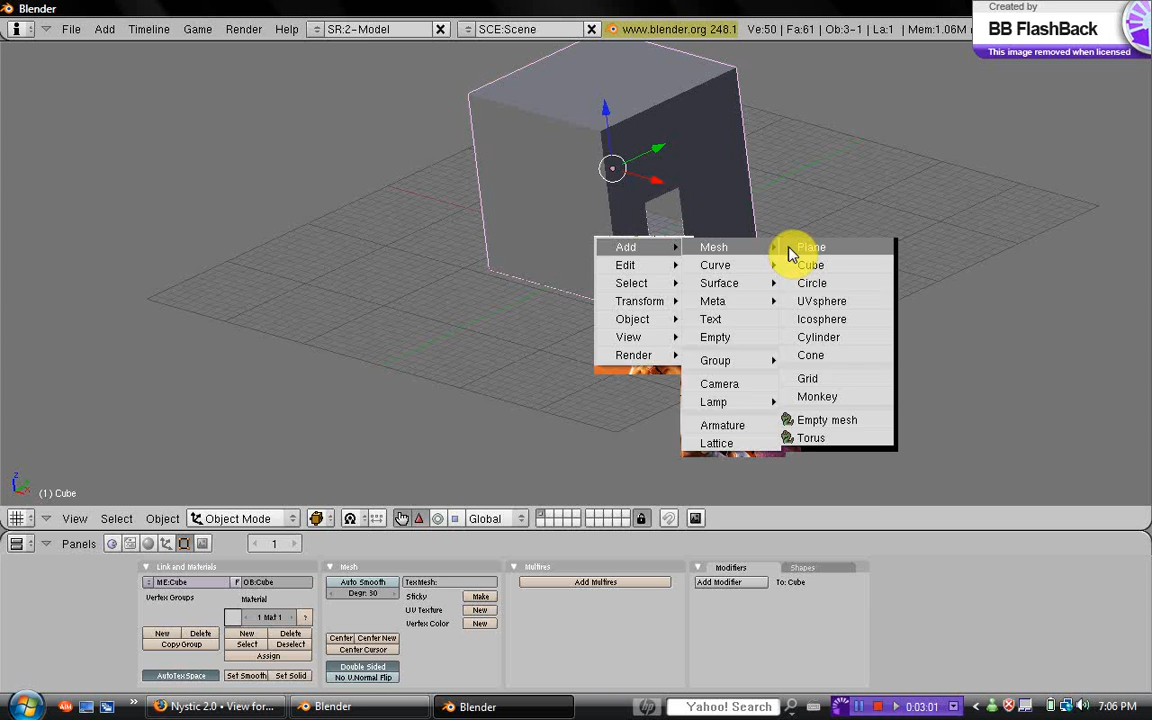 Blender
Created by
BB FlashBack
This image removed when licensed
File Add Timeline Game Render Help SR:2-Model SCE:Scene www.blender.org 248.1 Ve:50 | Fa:61 | Ob:3-1 | La:1 | Mem:1.06M
Add Mesh Plane
Edit Curve Cube
Select Surface Circle
Transform Meta UVsphere
Object Text Icosphere
View Empty Cylinder
Render Group Cone
Camera Grid
Lamp Monkey
Armature Empty mesh
Lattice Torus
z
(1) Cube
View Select Object Object Mode Global
Panels 1
Link and Materials Mesh Multires Modifiers Shapes
ME:Cube F OB:Cube Auto Smooth TexMesh: Add Multires Add Modifier To: Cube
Vertex Groups Material Degr: 30 Sticky Make
UV Texture New
1 Mat 1 ? Vertex Color New
New Delete New Delete Center Center New
Copy Group Select Deselect Center Cursor
Assign Double Sided
AutoTexSpace Set Smooth Set Solid No V.Normal Flip
Nystic 2.0 • View for... Blender Blender hp Yahoo! Search 0:03:01 7:06 PM